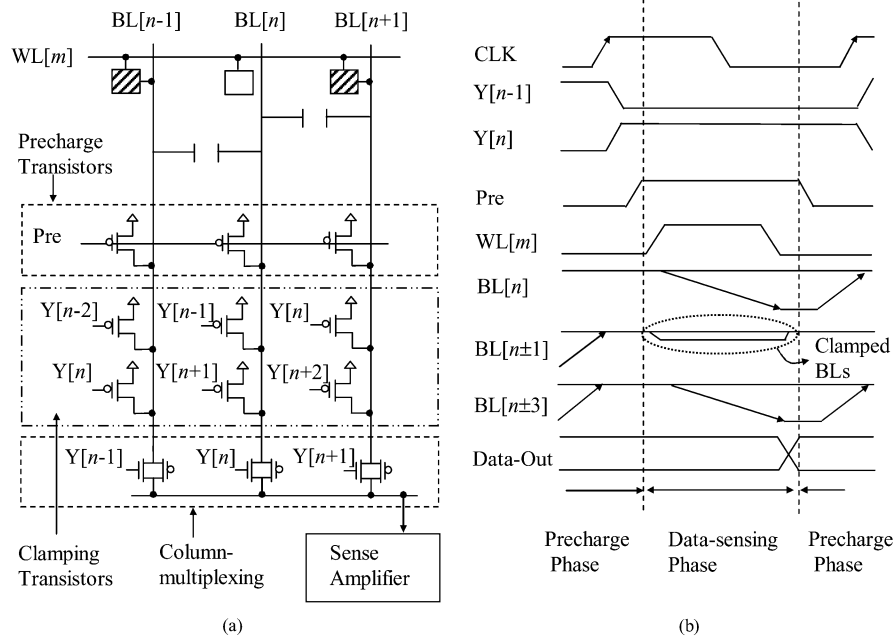 BL[n-1]
BL[n]
BL[n+1]
WL[m]
Precharge
Transistors
Pre
Y[n-2]
Y[n-1]
Y[n]
Y[n]
Y[n+1]
Y[n+2]
Y[n-1]
Y[n]
Y[n+1]
Clamping
Transistors
Column-
multiplexing
Sense
Amplifier
(a)
CLK
Y[n-1]
Y[n]
Pre
WL[m]
BL[n]
BL[n±1]
Clamped
BLs
BL[n±3]
Data-Out
Precharge
Phase
Data-sensing
Phase
Precharge
Phase
(b)